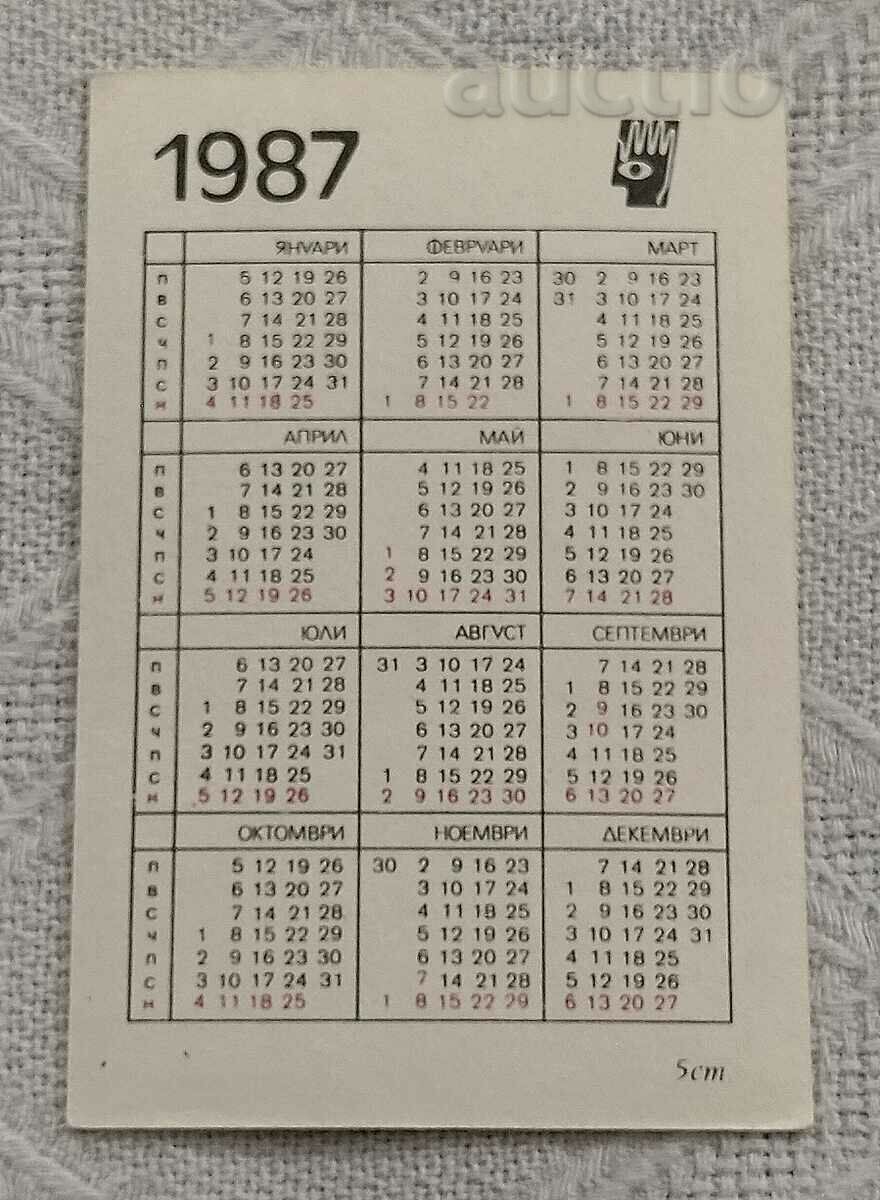 auctio
1987
ЯНУАРИ ФЕВРУАРИ МАРТ
П 5 12 19 26 2 9 16 23 30 2 9 16 23
В 6 13 20 27 3 10 17 24 31 3 10 17 24
С 7 14 21 28 4 11 18 25 4 11 18 25
Ч 1 8 15 22 29 5 12 19 26 5 12 19 26
П 2 9 16 23 30 6 13 20 27 6 13 20 27
С 3 10 17 24 31 7 14 21 28 7 14 21 28
Н 4 11 18 25 1 8 15 22 1 8 15 22 29
АПРИЛ МАЙ ЮНИ
П 6 13 20 27 4 11 18 25 1 8 15 22 29
В 7 14 21 28 5 12 19 26 2 9 16 23 30
С 1 8 15 22 29 6 13 20 27 3 10 17 24
Ч 2 9 16 23 30 7 14 21 28 4 11 18 25
П 3 10 17 24 1 8 15 22 29 5 12 19 26
С 4 11 18 25 2 9 16 23 30 6 13 20 27
Н 5 12 19 26 3 10 17 24 31 7 14 21 28
ЮЛИ АВГУСТ СЕПТЕМВРИ
П 6 13 20 27 31 3 10 17 24 7 14 21 28
В 7 14 21 28 4 11 18 25 1 8 15 22 29
С 1 8 15 22 29 5 12 19 26 2 9 16 23 30
Ч 2 9 16 23 30 6 13 20 27 3 10 17 24
П 3 10 17 24 31 7 14 21 28 4 11 18 25
С 4 11 18 25 1 8 15 22 29 5 12 19 26
Н 5 12 19 26 2 9 16 23 30 6 13 20 27
ОКТОМВРИ НОЕМВРИ ДЕКЕМВРИ
П 5 12 19 26 30 2 9 16 23 7 14 21 28
В 6 13 20 27 3 10 17 24 1 8 15 22 29
С 7 14 21 28 4 11 18 25 2 9 16 23 30
Ч 1 8 15 22 29 5 12 19 26 3 10 17 24 31
П 2 9 16 23 30 6 13 20 27 4 11 18 25
С 3 10 17 24 31 7 14 21 28 5 12 19 26
Н 4 11 18 25 1 8 15 22 29 6 13 20 27
5 ст